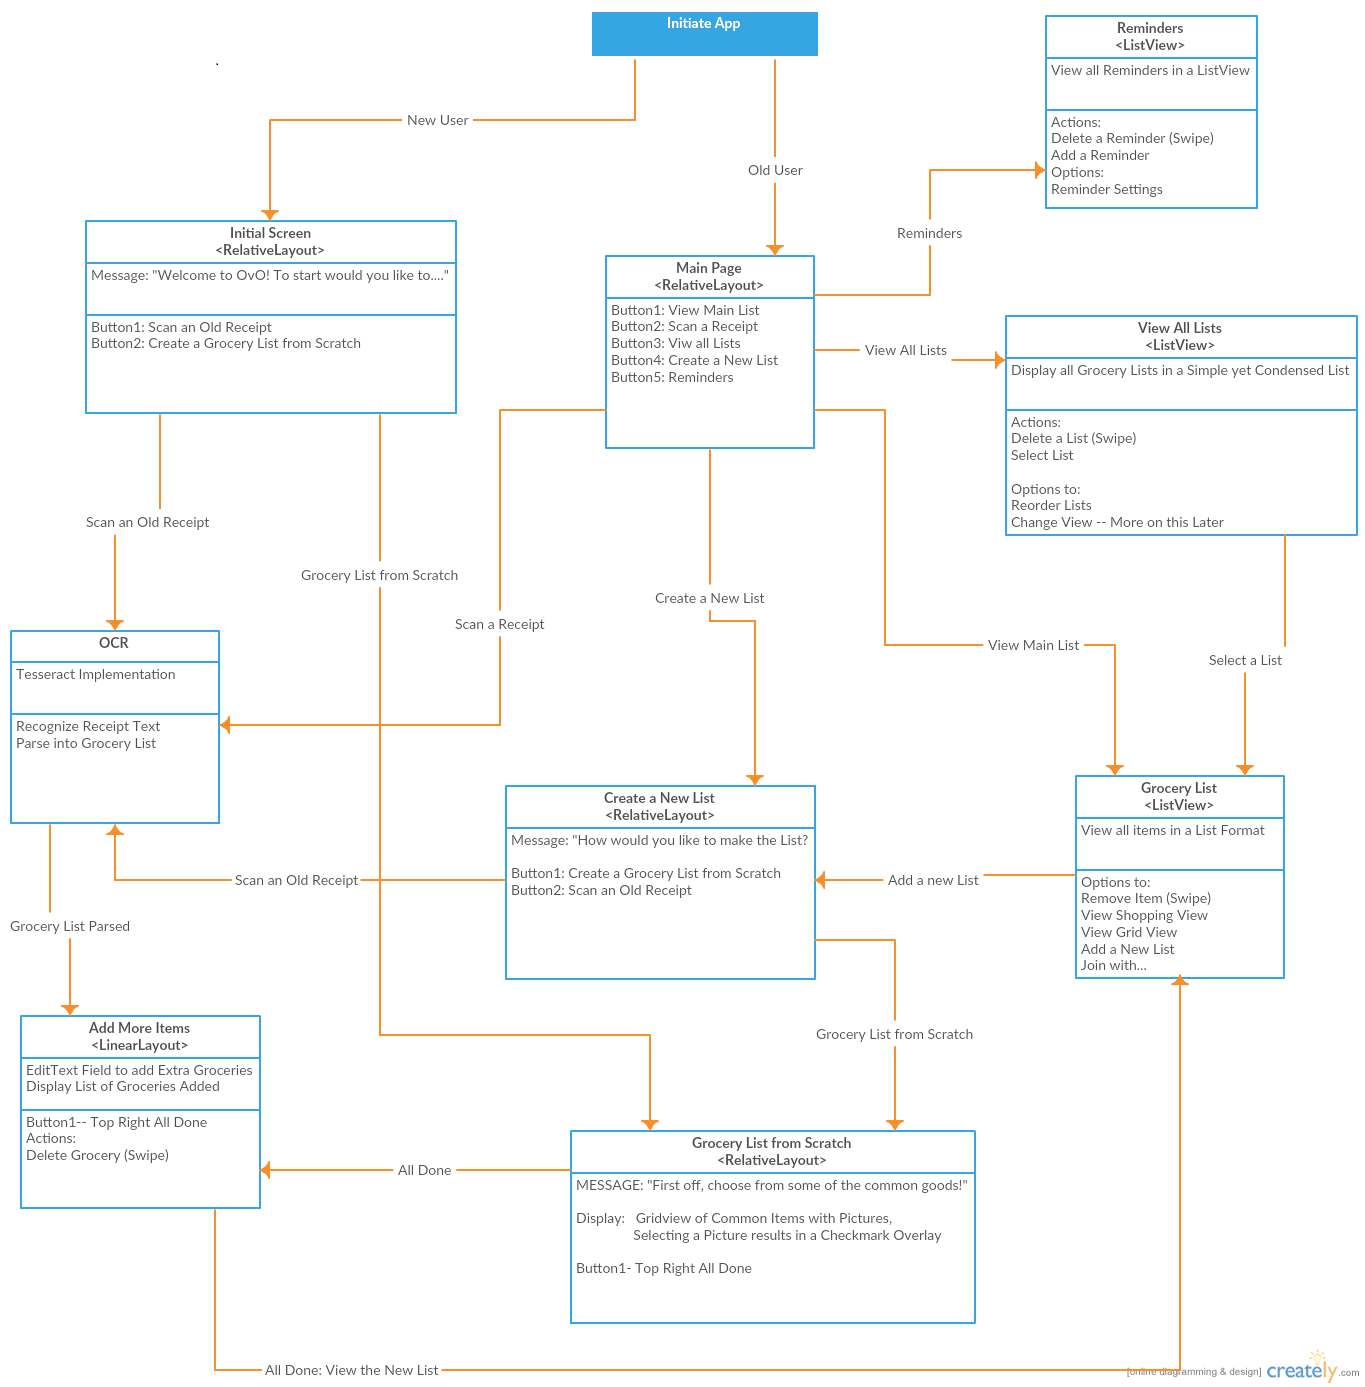 Initiate App
Reminders
<ListView>
View all Reminders in a ListView
Actions:
Delete a Reminder (Swipe)
Add a Reminder
Options:
Reminder Settings
New User
Old User
Reminders
Initial Screen
<RelativeLayout>
Message: "Welcome to OvO! To start would you like to...."
Button1: Scan an Old Receipt
Button2: Create a Grocery List from Scratch
Main Page
<RelativeLayout>
Button1: View Main List
Button2: Scan a Receipt
Button3: Viw all Lists
Button4: Create a New List
Button5: Reminders
View All Lists
View All Lists
<ListView>
Display all Grocery Lists in a Simple yet Condensed List
Actions:
Delete a List (Swipe)
Select List
Options to:
Reorder Lists
Change View -- More on this Later
Scan an Old Receipt
Grocery List from Scratch
Scan a Receipt
Create a New List
View Main List
Select a List
OCR
Tesseract Implementation
Recognize Receipt Text
Parse into Grocery List
Create a New List
<RelativeLayout>
Message: "How would you like to make the List?
Button1: Create a Grocery List from Scratch
Button2: Scan an Old Receipt
Grocery List
<ListView>
View all items in a List Format
Options to:
Remove Item (Swipe)
View Shopping View
View Grid View
Add a New List
Join with...
Scan an Old Receipt
Add a new List
Grocery List Parsed
Grocery List from Scratch
Add More Items
<LinearLayout>
EditText Field to add Extra Groceries
Display List of Groceries Added
Button1-- Top Right All Done
Actions:
Delete Grocery (Swipe)
All Done
Grocery List from Scratch
<RelativeLayout>
MESSAGE: "First off, choose from some of the common goods!"
Display: Gridview of Common Items with Pictures,
Selecting a Picture results in a Checkmark Overlay
Button1- Top Right All Done
All Done: View the New List
[online diagramming & design] creately.com